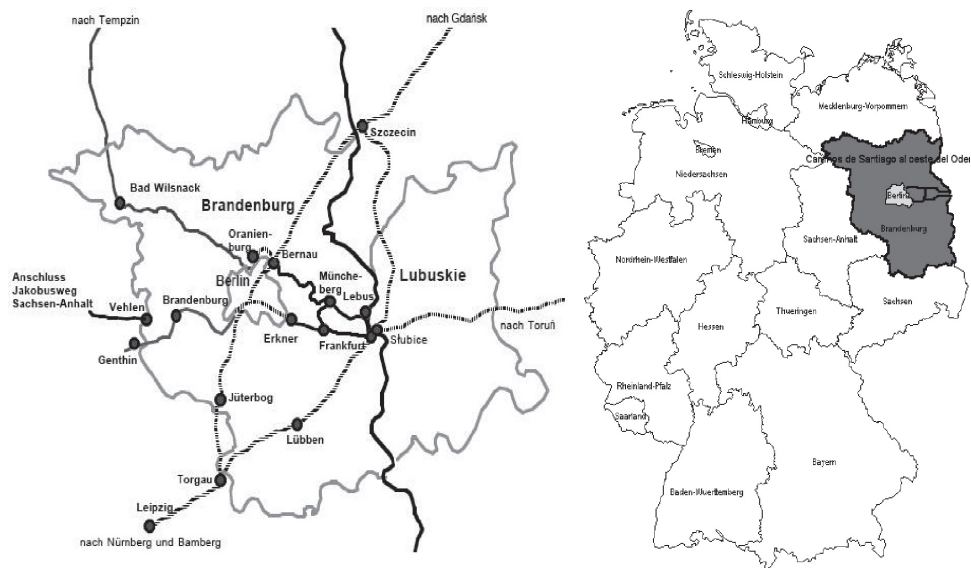 nach Tempzin
nach Gdańsk
Szczecin
Bad Wilsnack
Brandenburg
Oranien-
burg
Bernau
Berlin
Münche-
berg
Lebus
Lubuskie
Anschluss
Jakobusweg
Sachsen-Anhalt
Vehlen
Brandenburg
Genthin
Erkner
Frankfurt
Słubice
nach Toruń
Jüterbog
Lübben
Torgau
Leipzig
nach Nürnberg und Bamberg
Schleswig-Holstein
Mecklenburg-Vorpommern
Hamburg
Bremen
Niedersachsen
Caminos de Santiago al oeste del Oder
Berlin
Brandenburg
Sachsen-Anhalt
Nordrhein-Westfalen
Sachsen
Thueringen
Hessen
Rheinland-Pfalz
Saarland
Bayern
Baden-Wuerttemberg